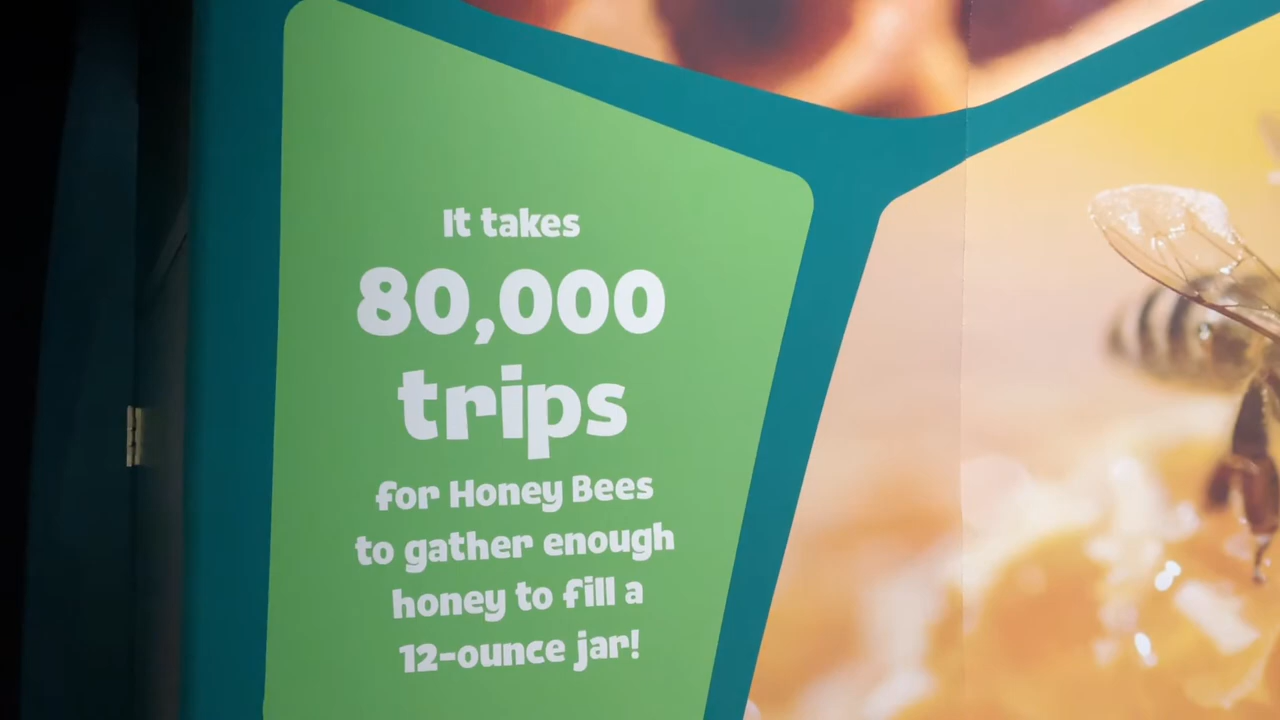 It takes
80,000
trips
for Honey Bees
to gather enough
honey to fill a
12-ounce jar!